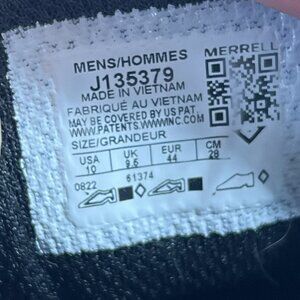 MENS/HOMMES
MERRELL
J135379
MADE IN VIETNAM
FABRIQUÉ AU VIETNAM
MAY BE COVERED BY US PAT.
WWW.PATENTS.WWWINC.COM
SIZE/GRANDEUR
USA UK EUR CM
10 9.5 44 28
0822 61374